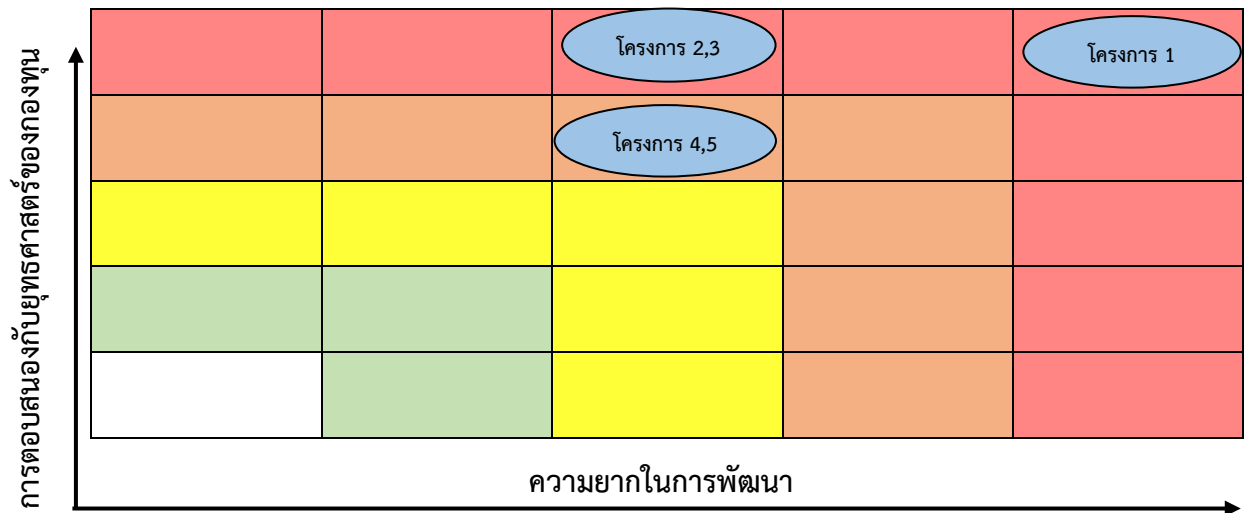 การตอบสนองกับยุทธศาสตร์ของกองทุน
โครงการ 2,3
โครงการ 1
โครงการ 4,5
ความยากในการพัฒนา